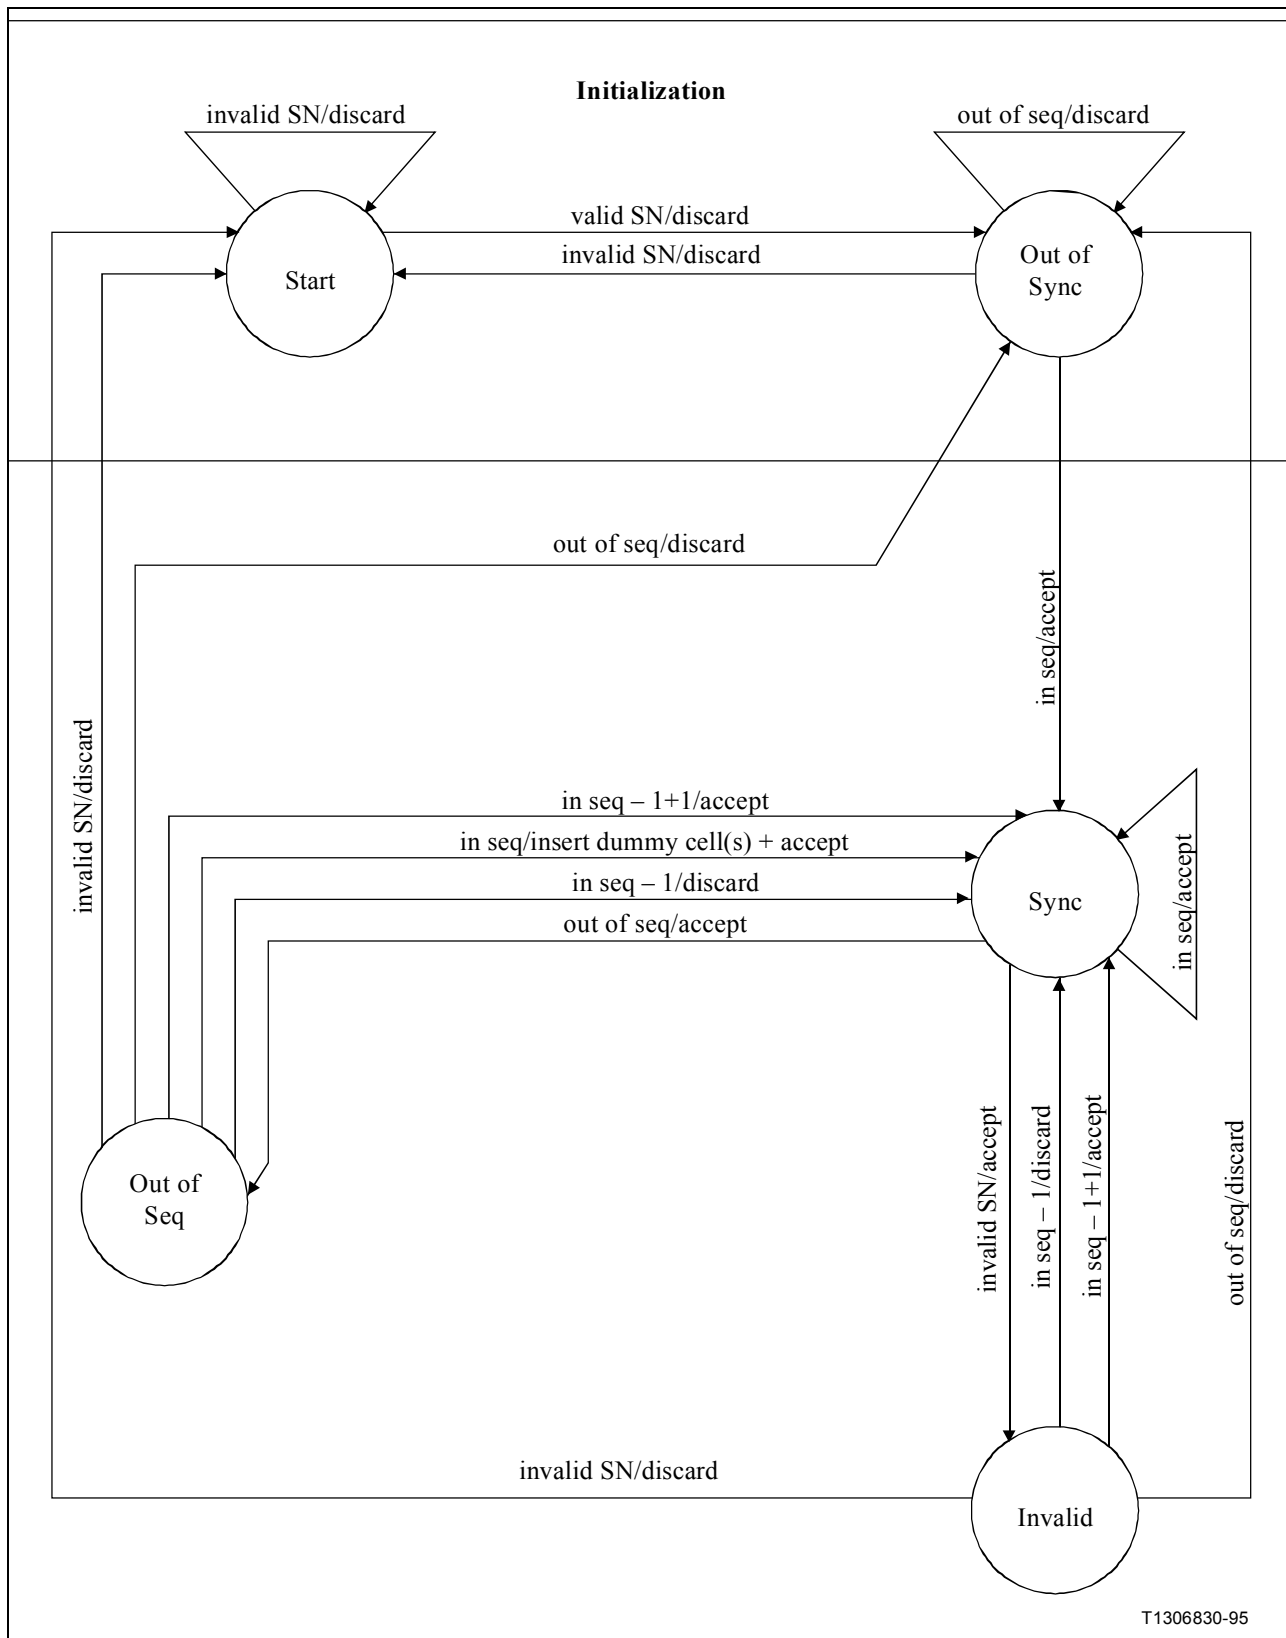 Initialization
invalid SN/discard
out of seq/discard
valid SN/discard
invalid SN/discard
Start
Out of
Sync
out of seq/discard
in seq/accept
invalid SN/discard
in seq – 1+1/accept
in seq/insert dummy cell(s) + accept
in seq – 1/discard
out of seq/accept
Sync
in seq/accept
Out of
Seq
invalid SN/accept
in seq – 1/discard
in seq – 1+1/accept
out of seq/discard
invalid SN/discard
Invalid
T1306830-95